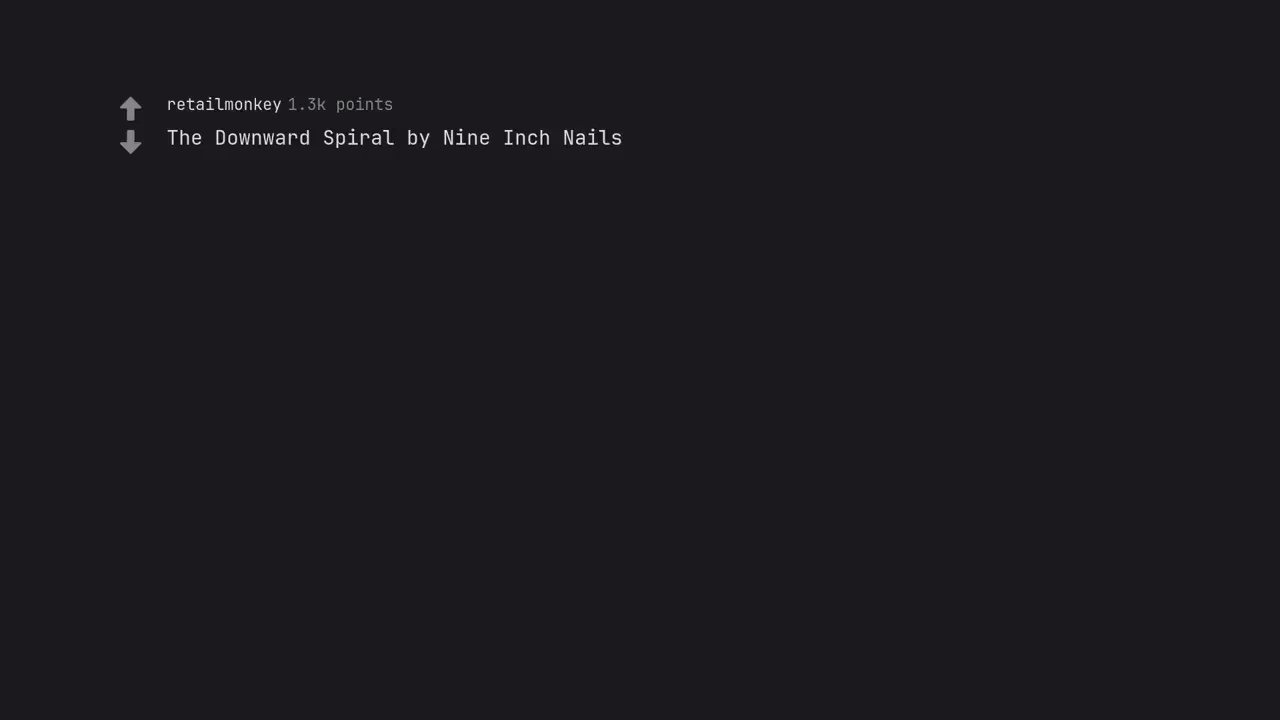 retailmonkey 1.3k points
The Downward Spiral by Nine Inch Nails